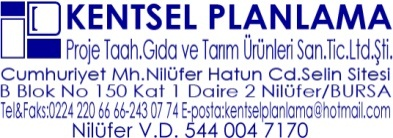 KENTSEL PLANLAMA
Proje Taah.Gıda ve Tarım Ürünleri San.Tic.Ltd.Şti.
Cumhuriyet Mh.Nilüfer Hatun Cd.Selin Sitesi
B Blok No 150 Kat 1 Daire 2 Nilüfer/BURSA
Tel&Faks:0224 220 66 66-243 07 74 E-posta:kentselplanlama@hotmail.com
Nilüfer V.D. 544 004 7170